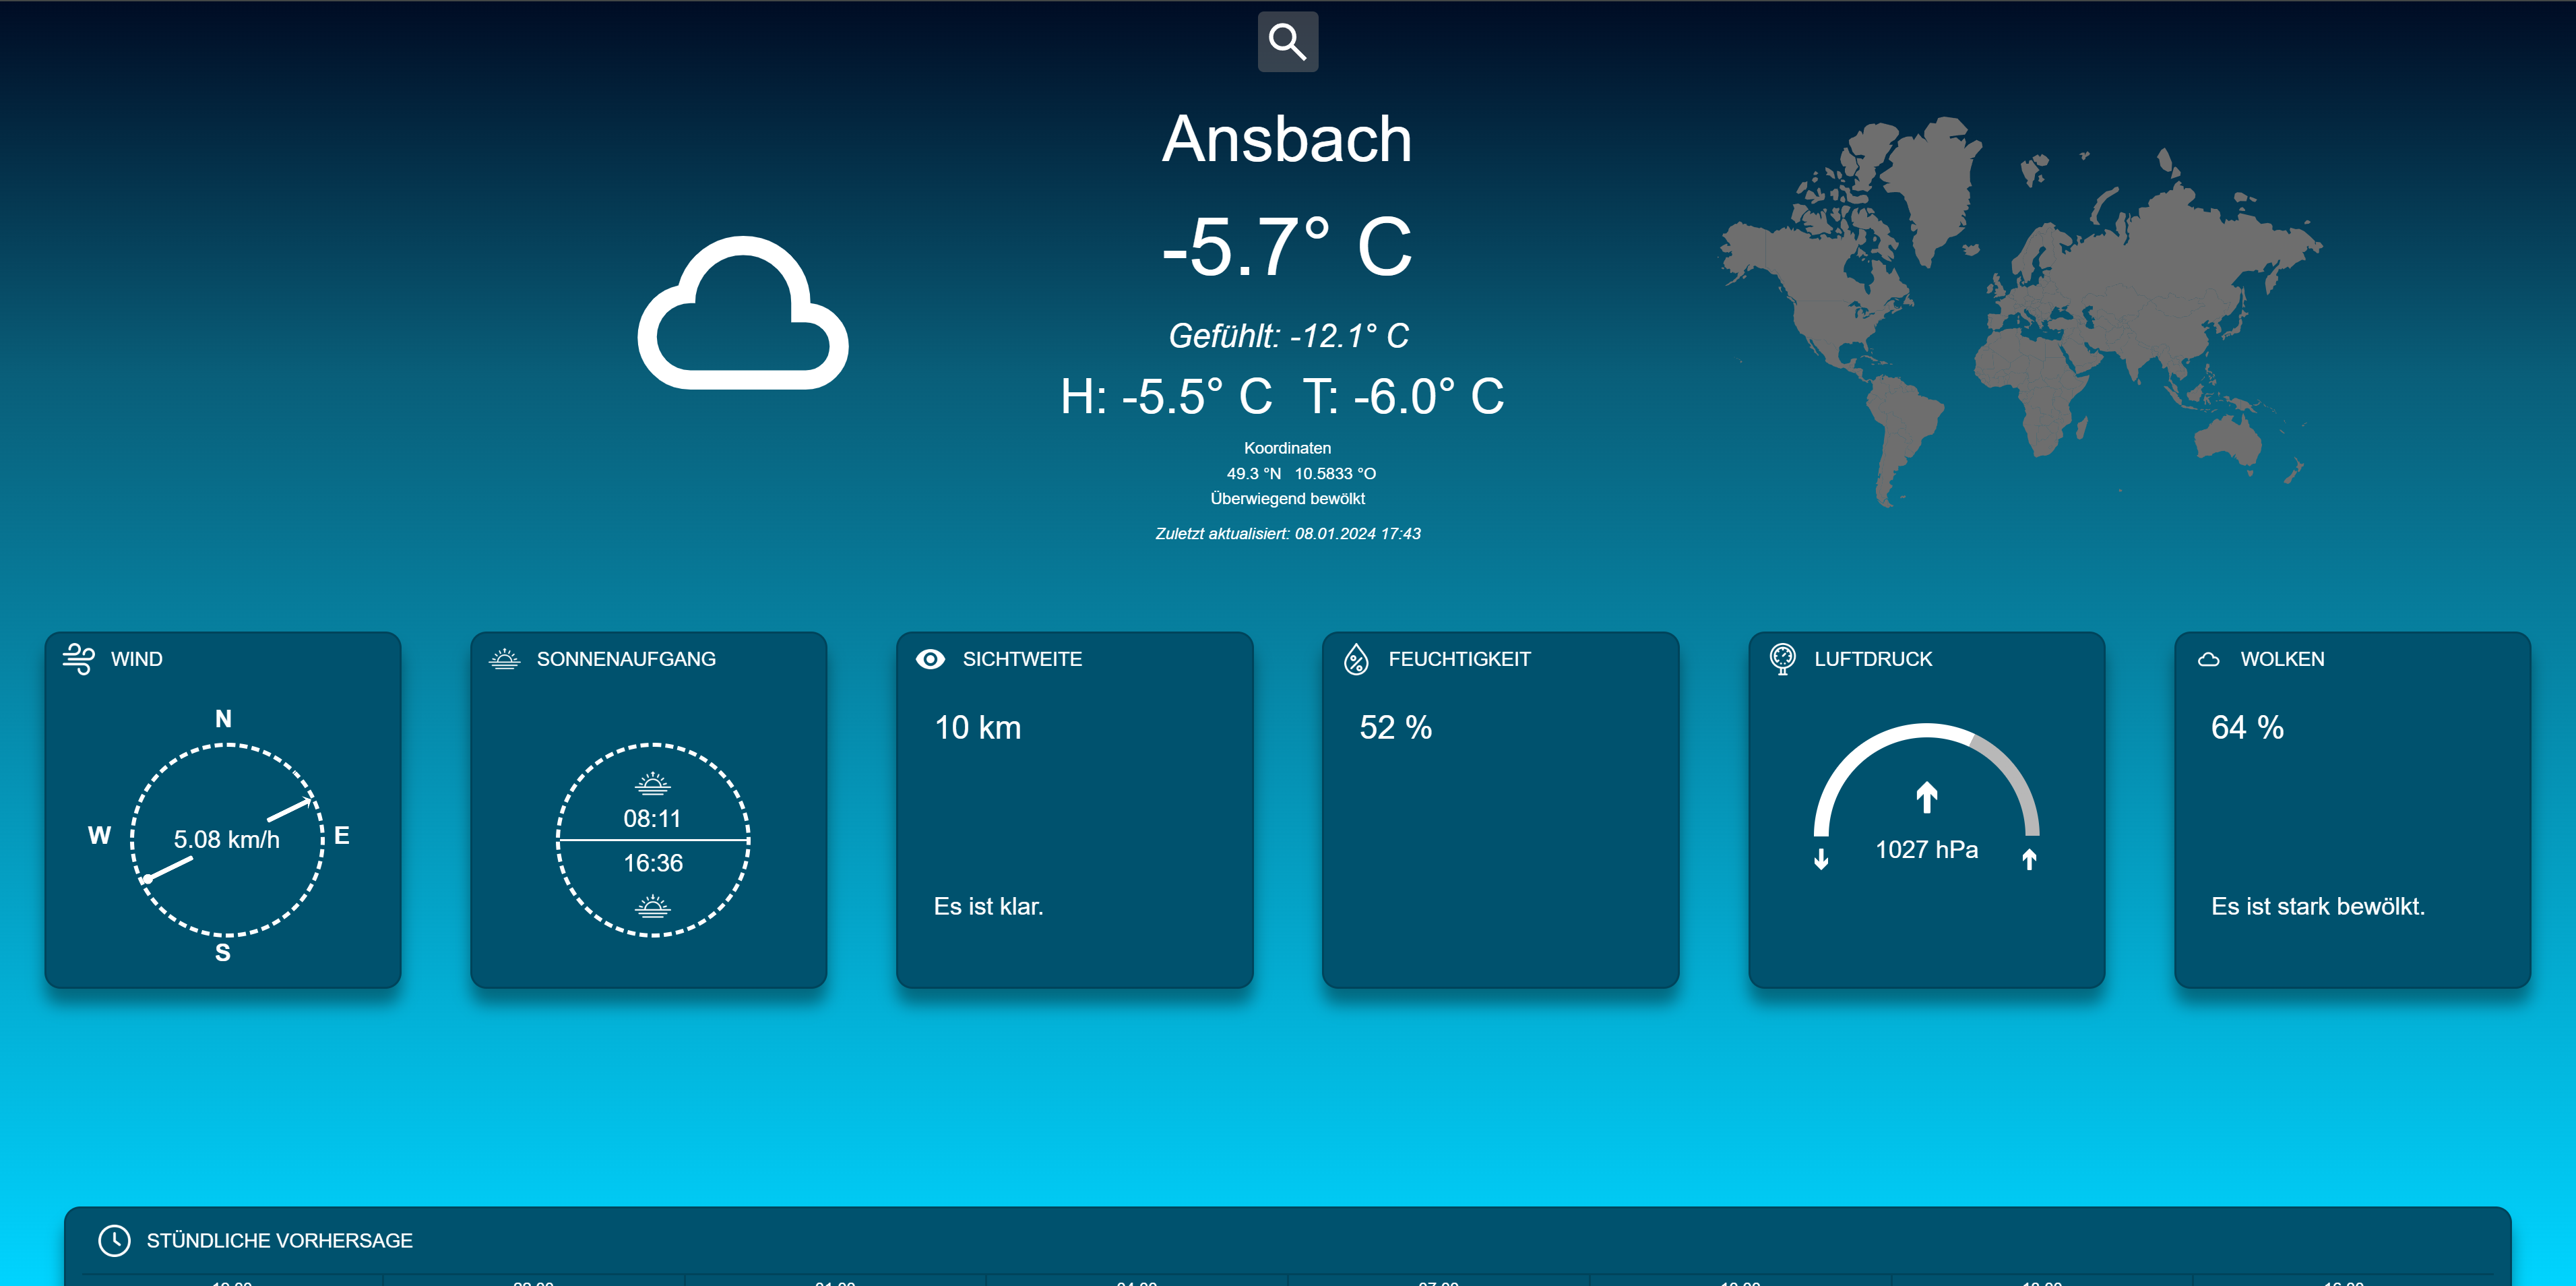 Ansbach
-5.7° C
Gefühlt: -12.1° C
H: -5.5° C T: -6.0° C
Koordinaten
49.3 °N 10.5833 °O
Überwiegend bewölkt
Zuletzt aktualisiert: 08.01.2024 17:43
WIND
N
W
5.08 km/h
E
S
SONNENAUFGANG
08:11
16:36
SICHTWEITE
10 km
Es ist klar.
FEUCHTIGKEIT
52 %
LUFTDRUCK
1027 hPa
WOLKEN
64 %
Es ist stark bewölkt.
STÜNDLICHE VORHERSAGE